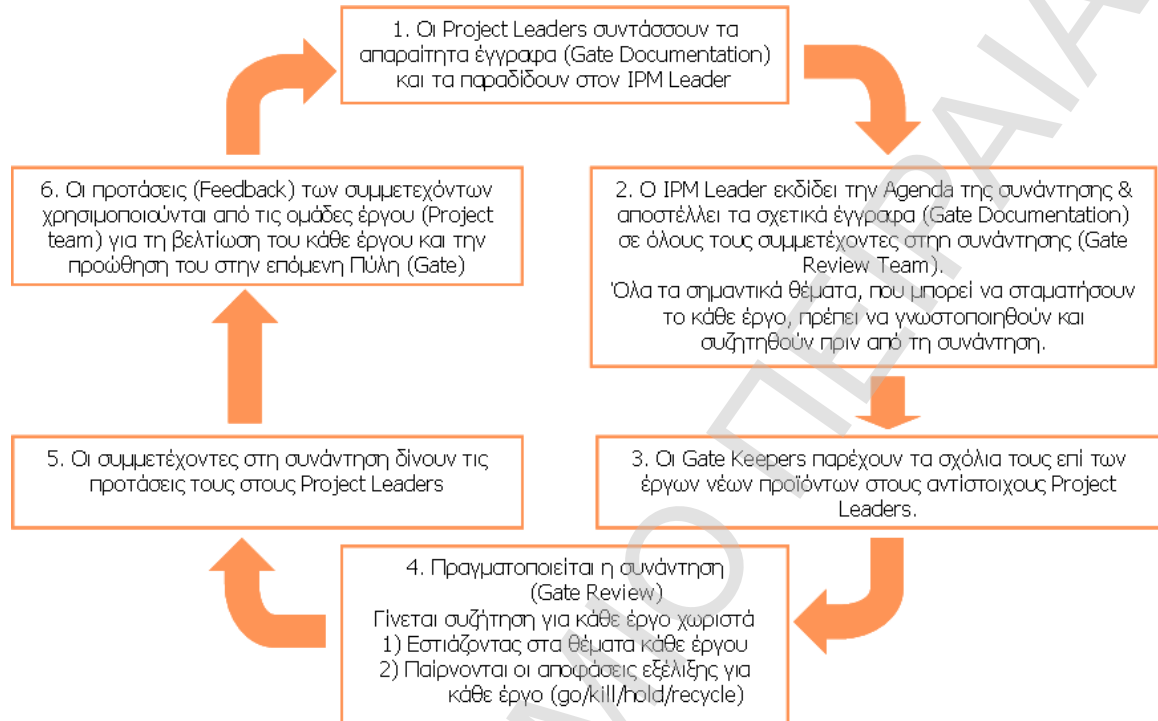 1. Οι Project Leaders συντάσσουν τα
απαραίτητα έγγραφα (Gate Documentation)
και τα παραδίδουν στον IPM Leader
2. Ο IPM Leader εκδίδει την Agenda της συνάντησης &
αποστέλλει τα σχετικά έγγραφα (Gate Documentation)
σε όλους τους συμμετέχοντες στην συνάντησης (Gate
Review Team).
Όλα τα σημαντικά θέματα, που μπορεί να σταματήσουν
το κάθε έργο, πρέπει να γνωστοποιηθούν και
συζητηθούν πριν από τη συνάντηση.
3. Οι Gate Keepers παρέχουν τα σχόλια τους επί των
έργων νέων προϊόντων στους αντίστοιχους Project
Leaders.
4. Πραγματοποιείται η συνάντηση
(Gate Review)
Γίνεται συζήτηση για κάθε έργο χωριστά
1) Εστιάζοντας στα θέματα κάθε έργου
2) Παίρνονται οι αποφάσεις εξέλιξης για
κάθε έργο (go/kill/hold/recycle)
5. Οι συμμετέχοντες στη συνάντηση δίνουν τις
προτάσεις τους στους Project Leaders
6. Οι προτάσεις (Feedback) των συμμετεχόντων
χρησιμοποιούνται από τις ομάδες έργου (Project
team) για τη βελτίωση του κάθε έργου και την
προώθηση του στην επόμενη Πύλη (Gate)